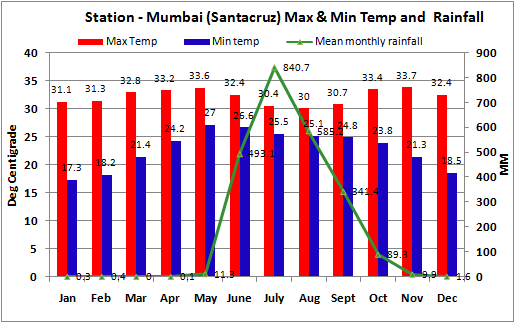 Station - Mumbai (Santacruz) Max & Min Temp and Rainfall
Max Temp Min temp Mean monthly rainfall
Deg Centigrade
40
35
30
25
20
15
10
5
0
31.1 31.3 32.8 33.2 33.6 32.4 30.4 30 30.7 33.4 33.7 32.4
17.3 18.2 21.4 24.2 27 26.6 25.5 25.1 24.8 23.8 21.3 18.5
0.3 0.4 0 0.1 11.3 493.1 840.7 585.2 341.4 89.3 9.9 1.6
900
800
700
600
500
400
300
200
100
0
MM
Jan Feb Mar Apr May June July Aug Sept Oct Nov Dec